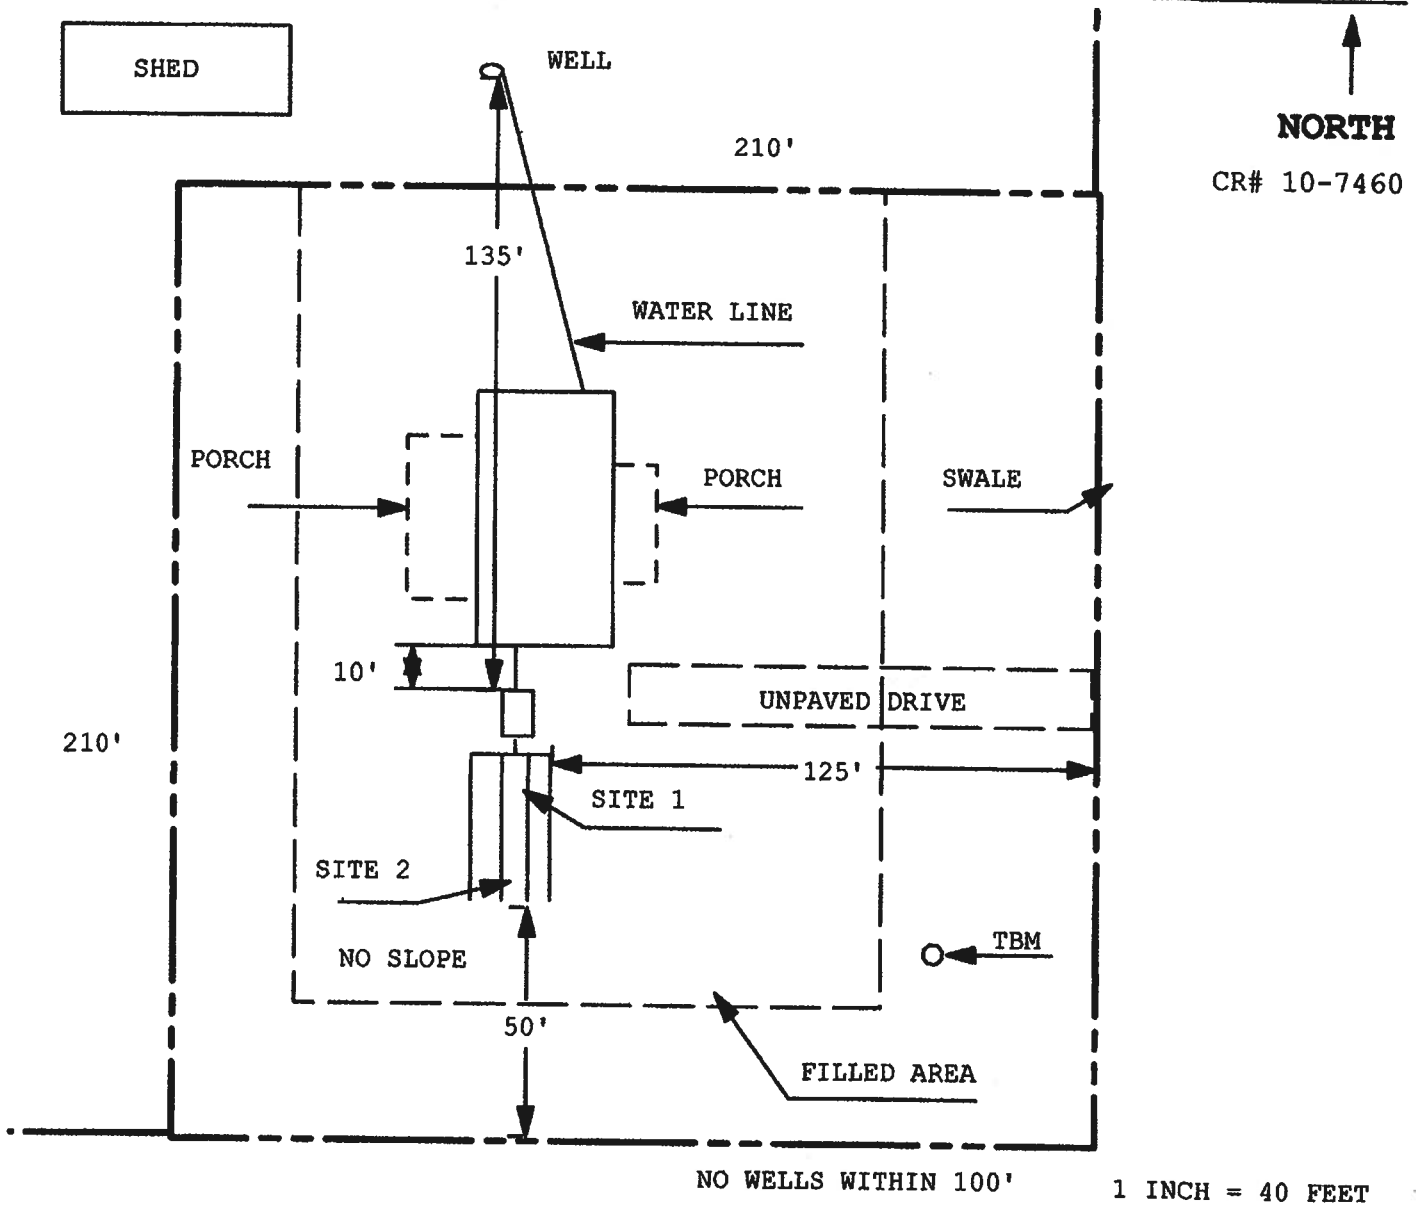 SHED
WELL
210'
NORTH
CR# 10-7460
135'
WATER LINE
PORCH
PORCH
SWALE
10'
UNPAVED DRIVE
210'
125'
SITE 1
SITE 2
TBM
NO SLOPE
50'
FILLED AREA
NO WELLS WITHIN 100'
1 INCH = 40 FEET